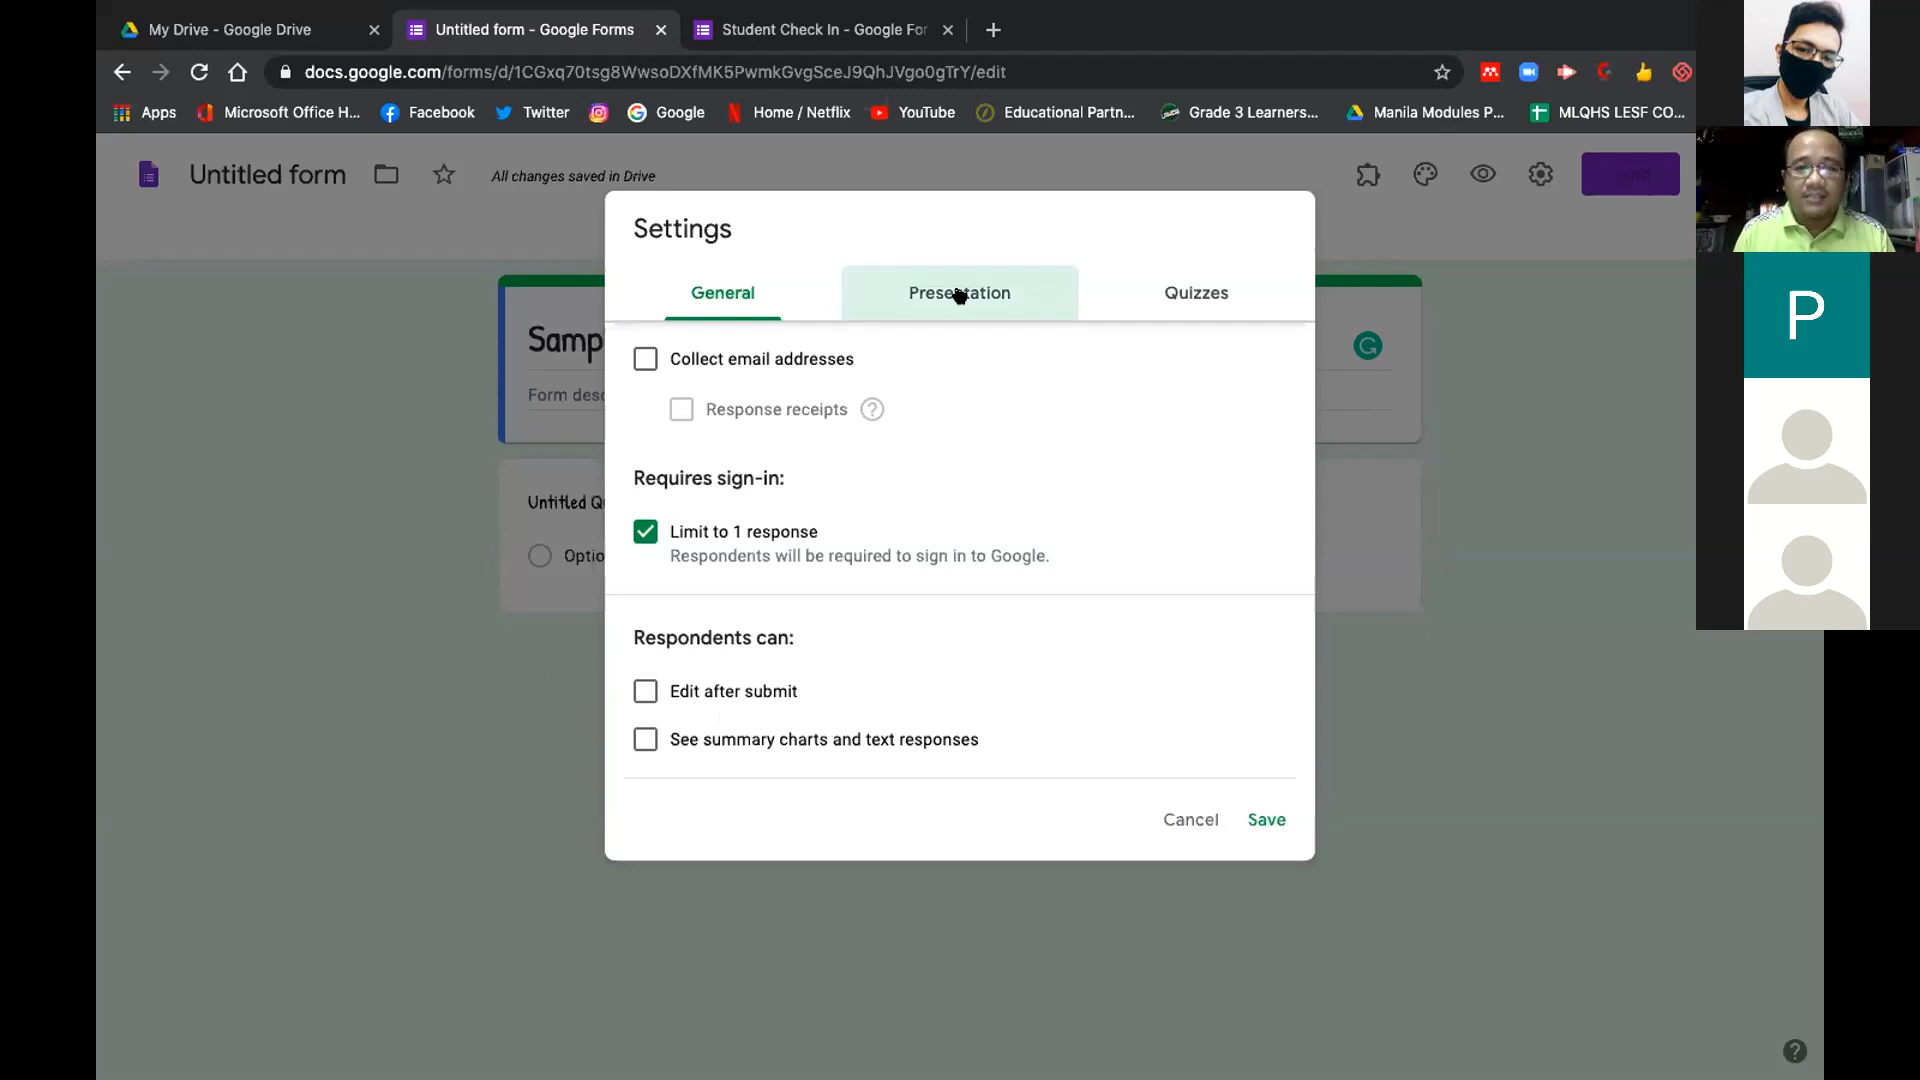 My Drive - Google Drive
Untitled form - Google Forms
Student Check In - Google For
docs.google.com/forms/d/1CGxq70tsg8WwsoDXfMK5PwmkGvgSceJ9QhJVgo0gTrY/edit
Apps
Microsoft Office H...
Facebook
Twitter
Google
Home / Netflix
YouTube
Educational Partn...
Grade 3 Learners...
Manila Modules P...
MLQHS LESF CO...
Untitled form
All changes saved in Drive
Settings
General
Presentation
Quizzes
Samp
Form desc
Collect email addresses
Response receipts
Requires sign-in:
Limit to 1 response
Respondents will be required to sign in to Google.
Untitled Q
Optio
Respondents can:
Edit after submit
See summary charts and text responses
Cancel
Save
P